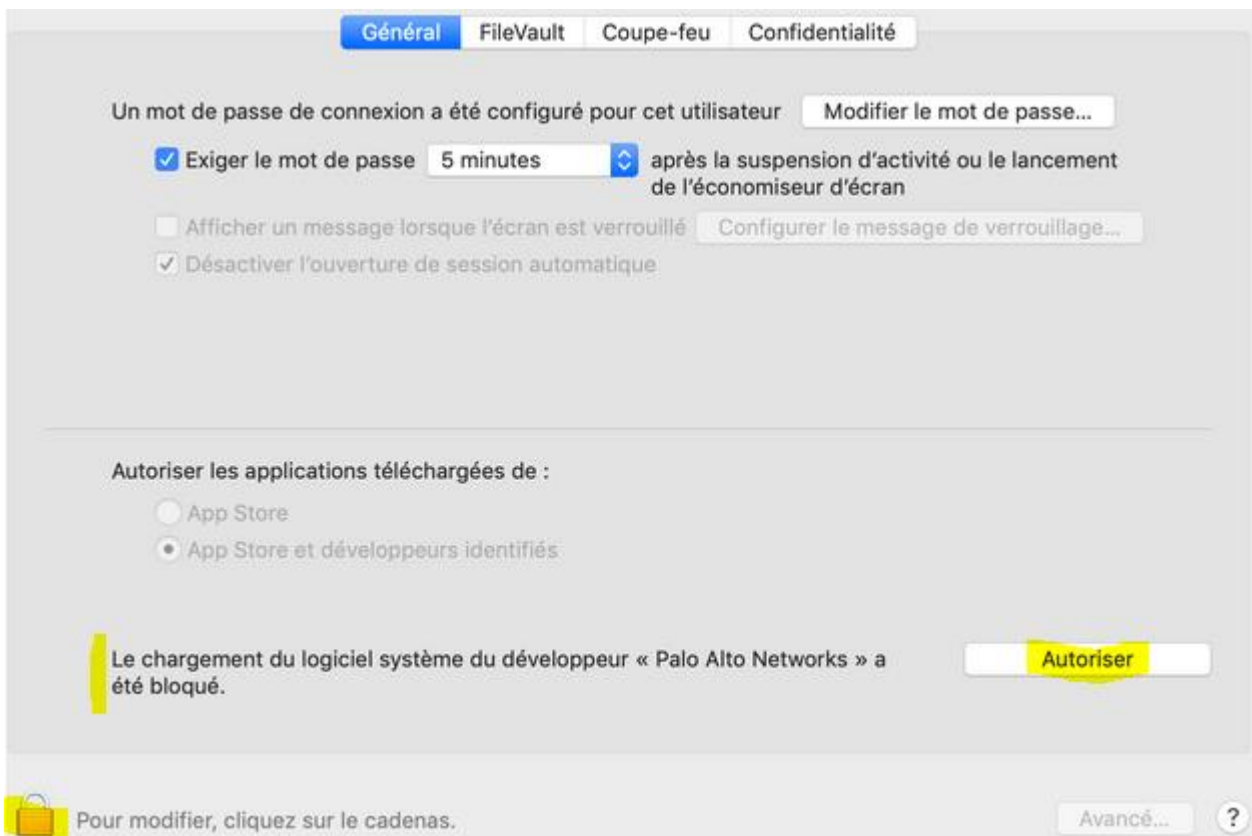 Général FileVault Coupe-feu Confidentialité
Un mot de passe de connexion a été configuré pour cet utilisateur Modifier le mot de passe...
Exiger le mot de passe 5 minutes après la suspension d'activité ou le lancement
de l'économiseur d'écran
Afficher un message lorsque l'écran est verrouillé Configurer le message de verrouillage...
Désactiver l'ouverture de session automatique
Autoriser les applications téléchargées de :
App Store
App Store et développeurs identifiés
Le chargement du logiciel système du développeur « Palo Alto Networks » a Autoriser
été bloqué.
Pour modifier, cliquez sur le cadenas. Avancé... ?